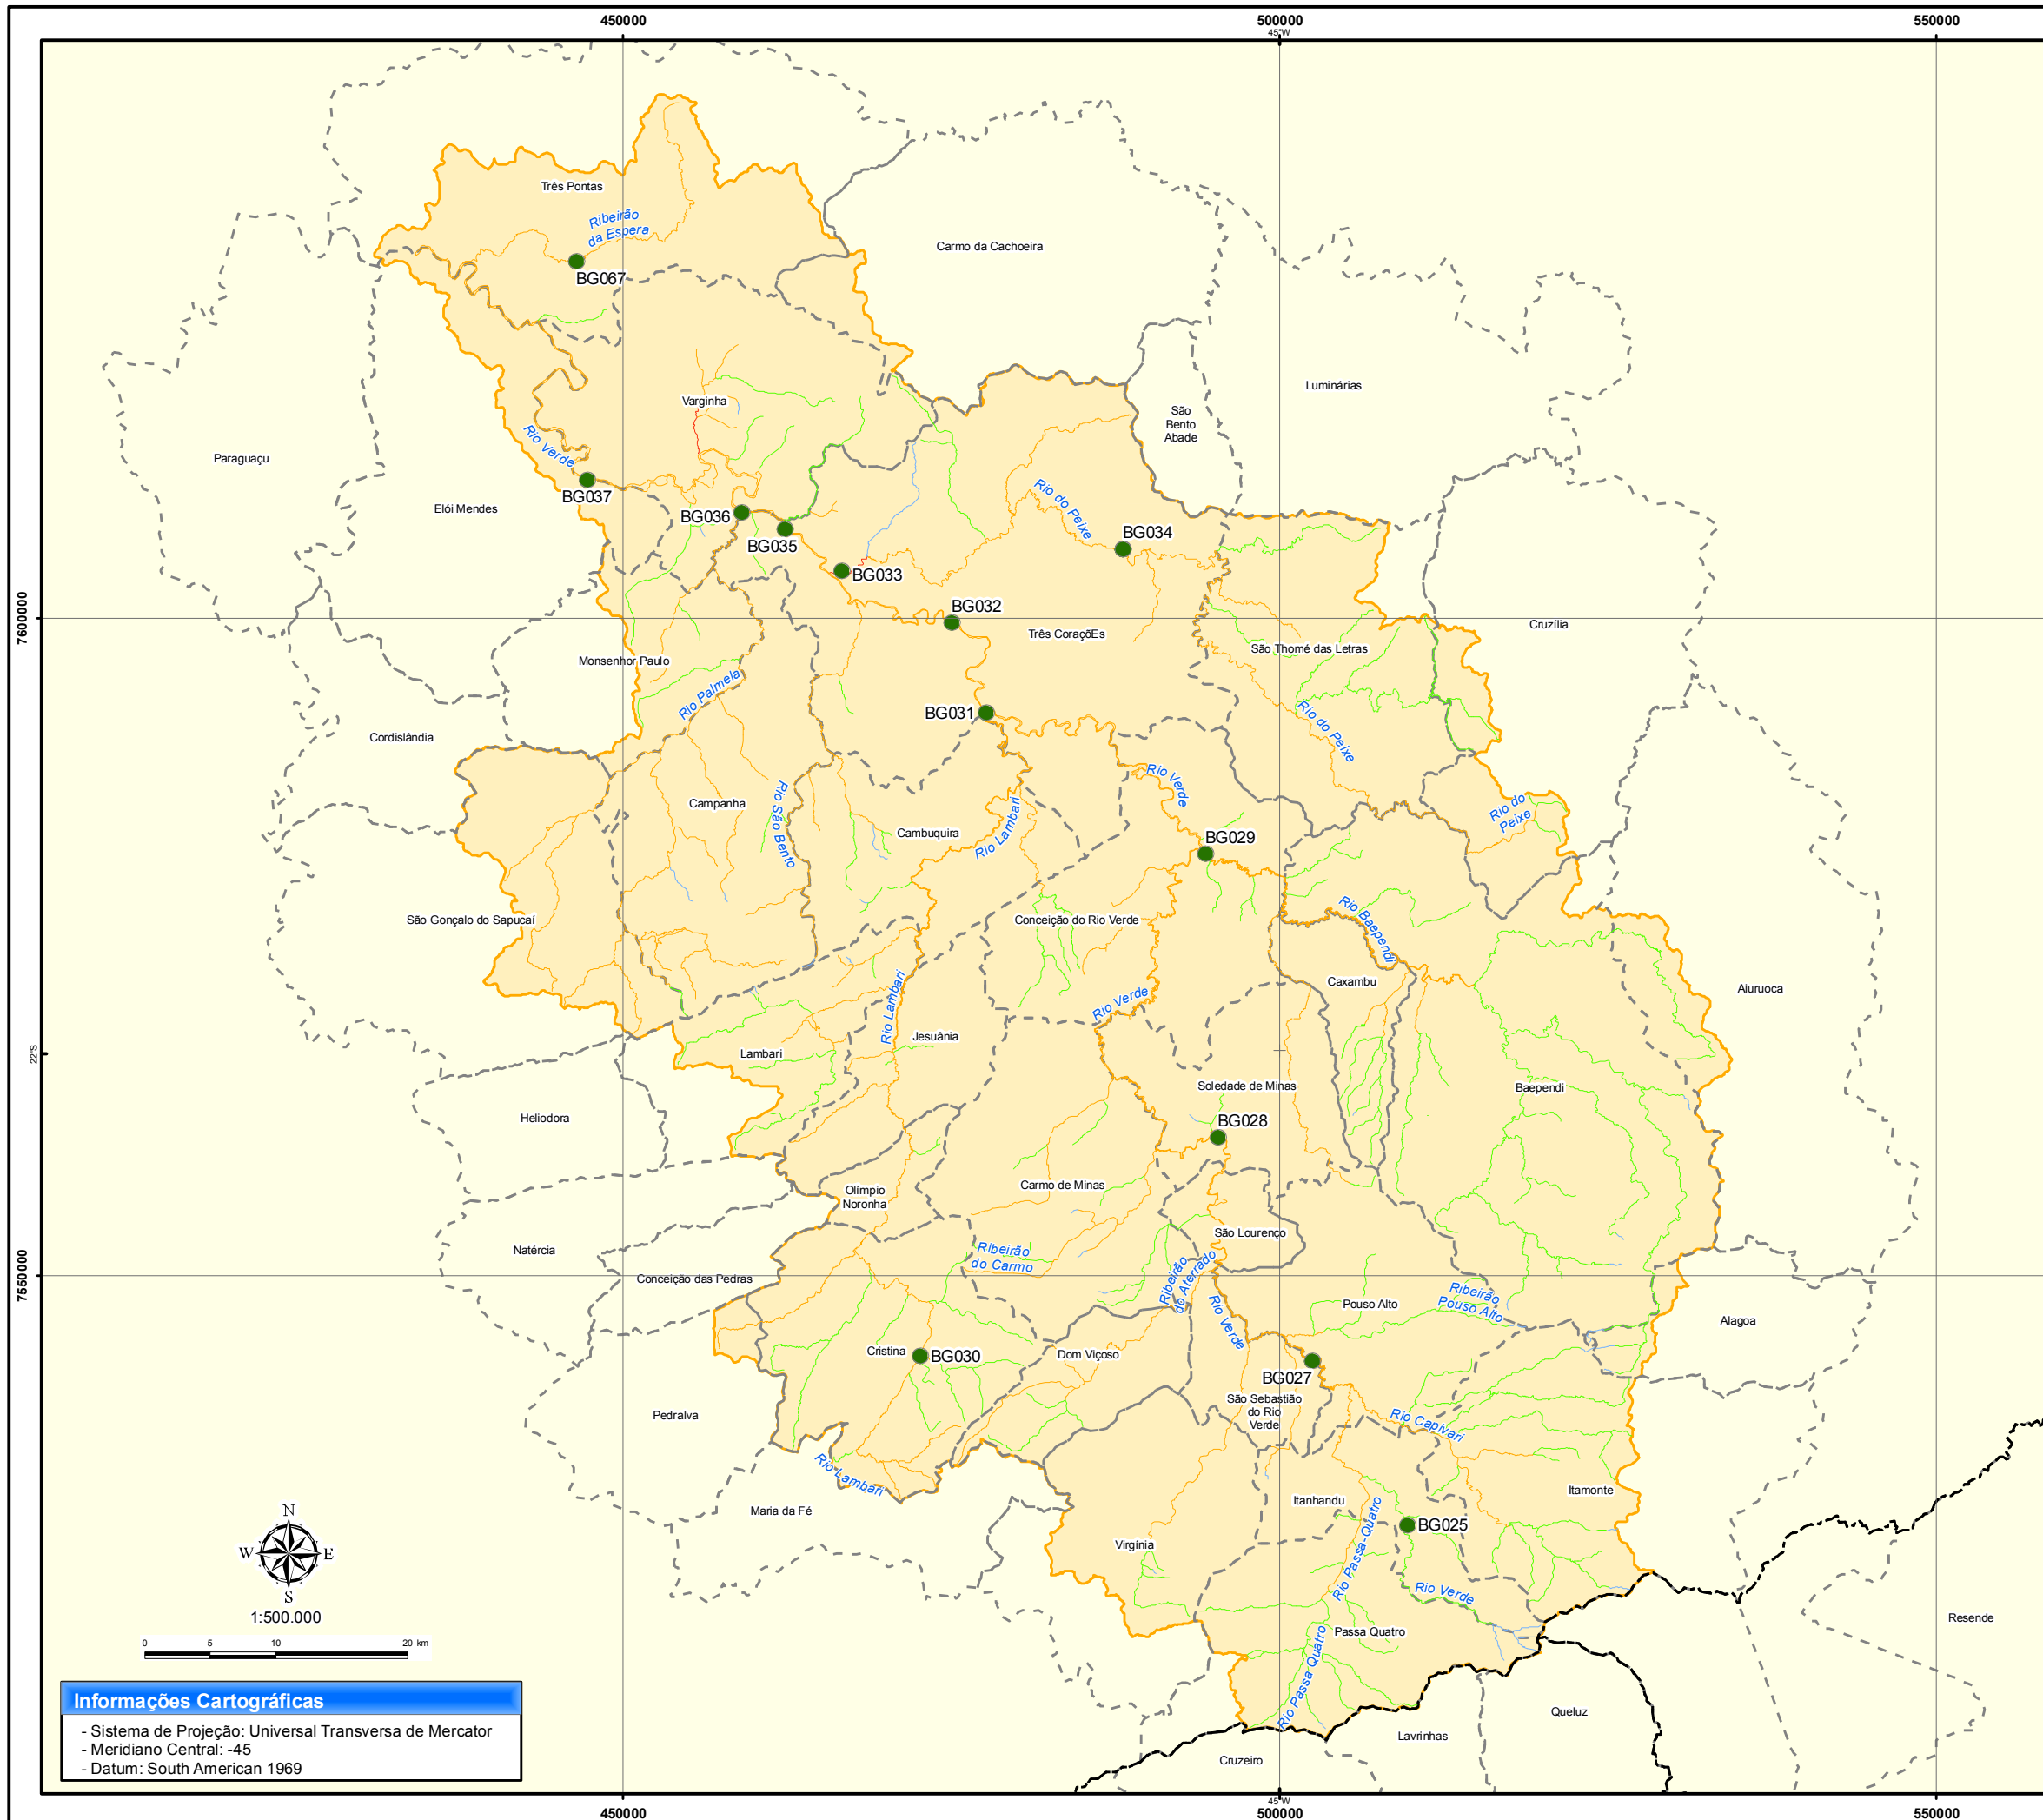 450000
500000
550000
45°W
Três Pontas
Ribeirão
da Espera
Carmo da Cachoeira
BG067
Luminárias
Varginha
São
Bento
Abade
Rio Verde
Paraguaçu
BG037
Elói Mendes
BG036
Rio do Peixe
BG034
BG035
BG033
BG032
7600000
Três CoraçõEs
Cruzília
São Thomé das Letras
Monsenhor Paulo
Rio Palmela
BG031
Rio do Peixe
Cordislândia
Rio Verde
Campanha
Rio São Bento
Cambuquira
Rio Lambari
Rio do
Peixe
BG029
São Gonçalo do Sapucaí
Conceição do Rio Verde
Rio Baependi
Caxambu
Aiuruoca
Rio Lambari
Rio Verde
Jesuânia
22°S
Lambari
Soledade de Minas
Baependi
Heliodora
BG028
Carmo de Minas
Olímpio
Noronha
São Lourenço
Natércia
Ribeirão
do Carmo
Ribeirão
do Aterrado
7550000
Conceição das Pedras
Rio Verde
Pouso Alto
Ribeirão
Pouso Alto
Alagoa
Cristina
BG030
Dom Viçoso
BG027
Pedralva
São Sebastião
do Rio
Verde
Rio Capivari
Rio Lambari
Maria da Fé
Itanhandu
Itamonte
Rio Passa-Quatro
BG025
Virgínia
Rio Verde
N
W
E
S
1:500.000
Resende
Passa Quatro
Rio Passa Quatro
0 5 10 20 km
Informações Cartográficas
- Sistema de Projeção: Universal Transversa de Mercator
- Meridiano Central: -45
- Datum: South American 1969
Queluz
Lavrinhas
Cruzeiro
45°W
450000
500000
550000